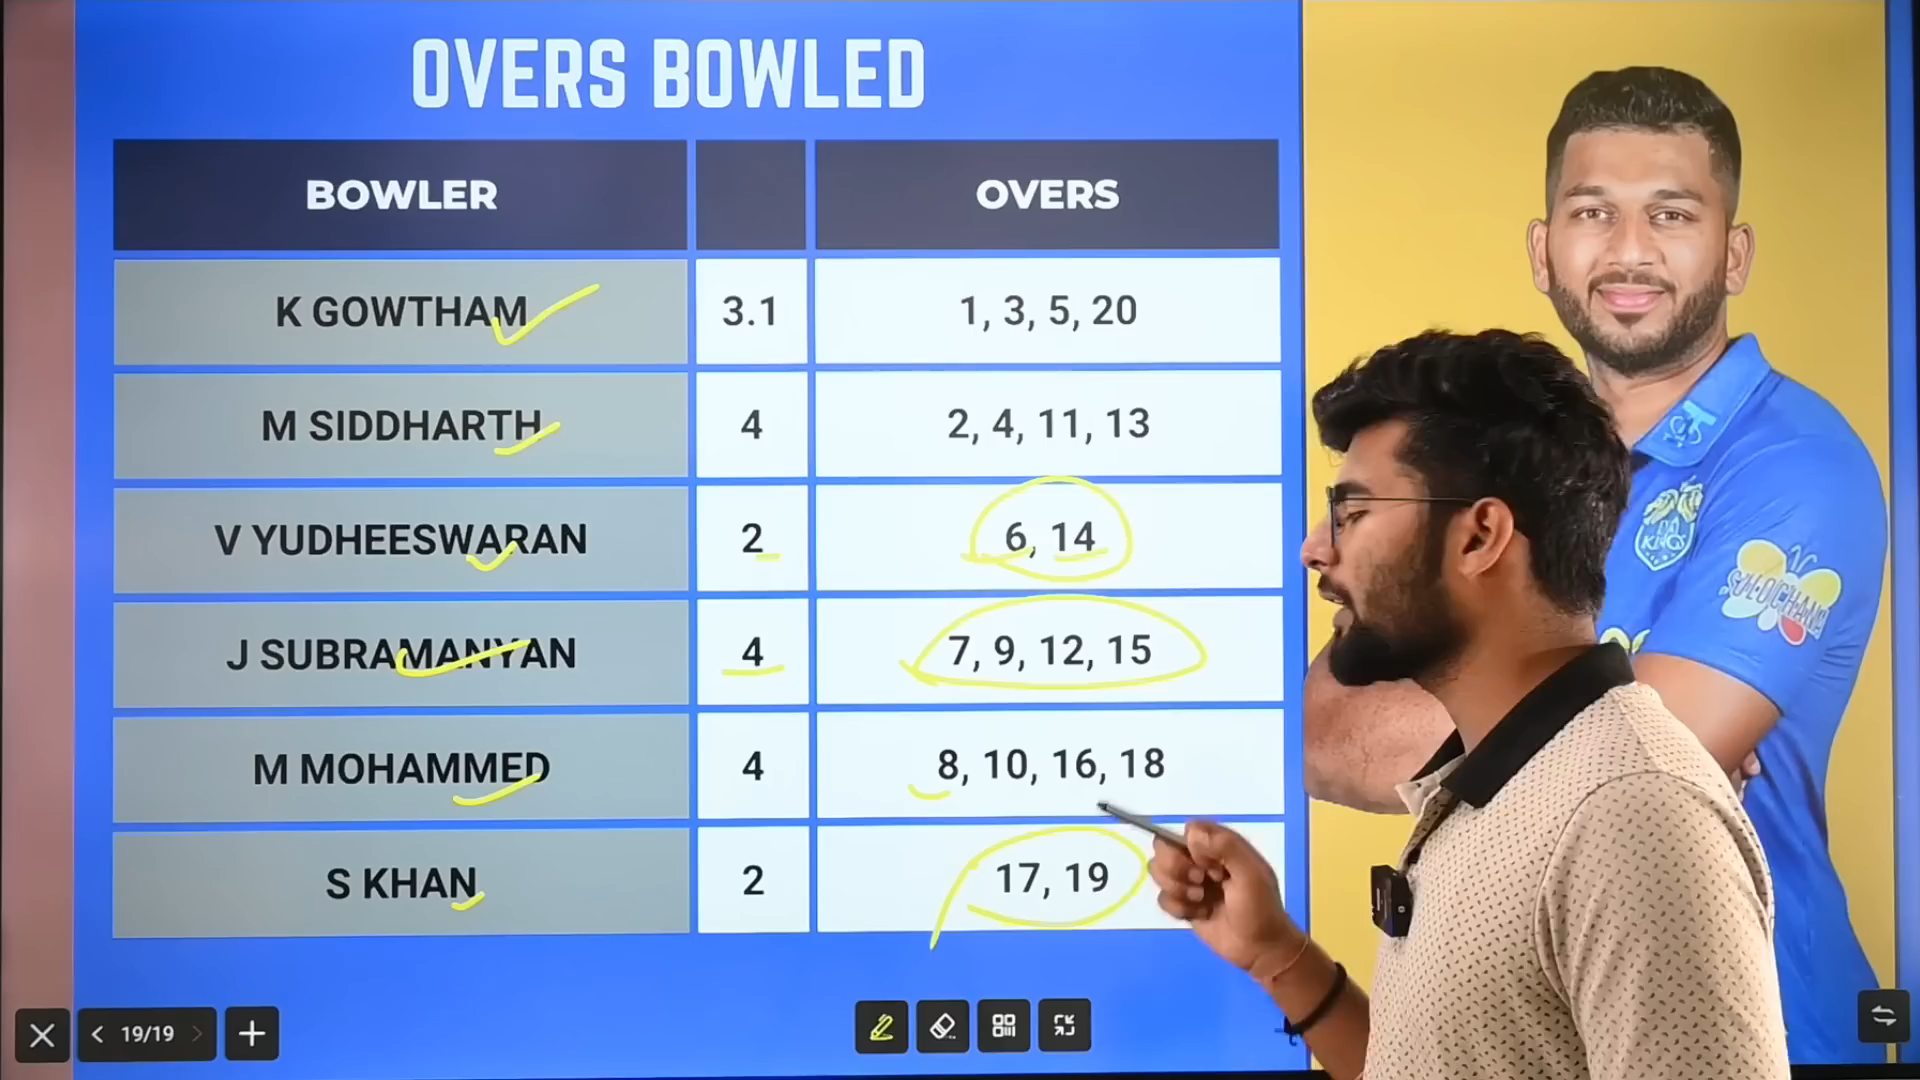 OVERS BOWLED
BOWLER OVERS
K GOWTHAM 3.1 1, 3, 5, 20
M SIDDHARTH 4 2, 4, 11, 13
V YUDHEESWARAN 2 6, 14
J SUBRAMANYAN 4 7, 9, 12, 15
M MOHAMMED 4 8, 10, 16, 18
S KHAN 2 17, 19
KINGS
SULOCHANA
19/19